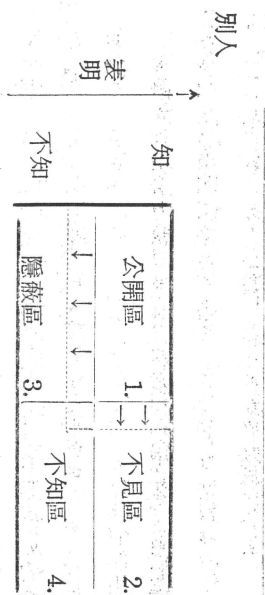 別人
表明
知
不知
公開區 1.
不見區 2.
隱蔽區 3.
不知區 4.